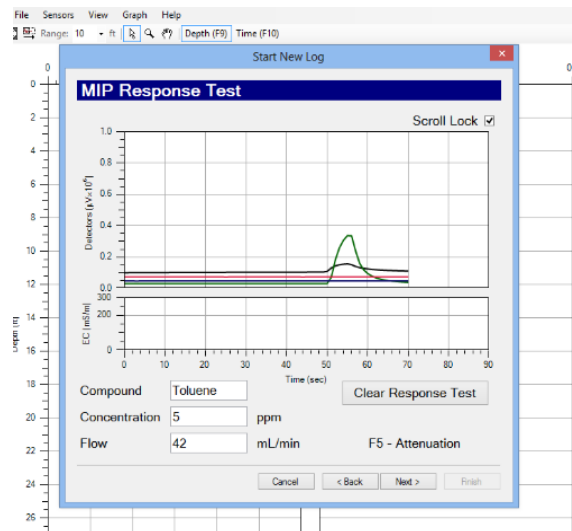 File Sensors View Graph Help
Range: 10 ft Depth (F9) Time (F10)
Start New Log
MIP Response Test
Scroll Lock
Detectors [µV×10⁶]
1.0
0.8
0.6
0.4
0.2
0.0
EC [mS/m]
300
200
0
0 10 20 30 40 50 60 70 80 90
Time (sec)
Compound Toluene Clear Response Test
Concentration 5 ppm
Flow 42 mL/min F5 - Attenuation
Cancel < Back Next > Finish
0 0
Depth [ft]
0
2
4
6
8
10
12
14
16
18
20
22
24
26